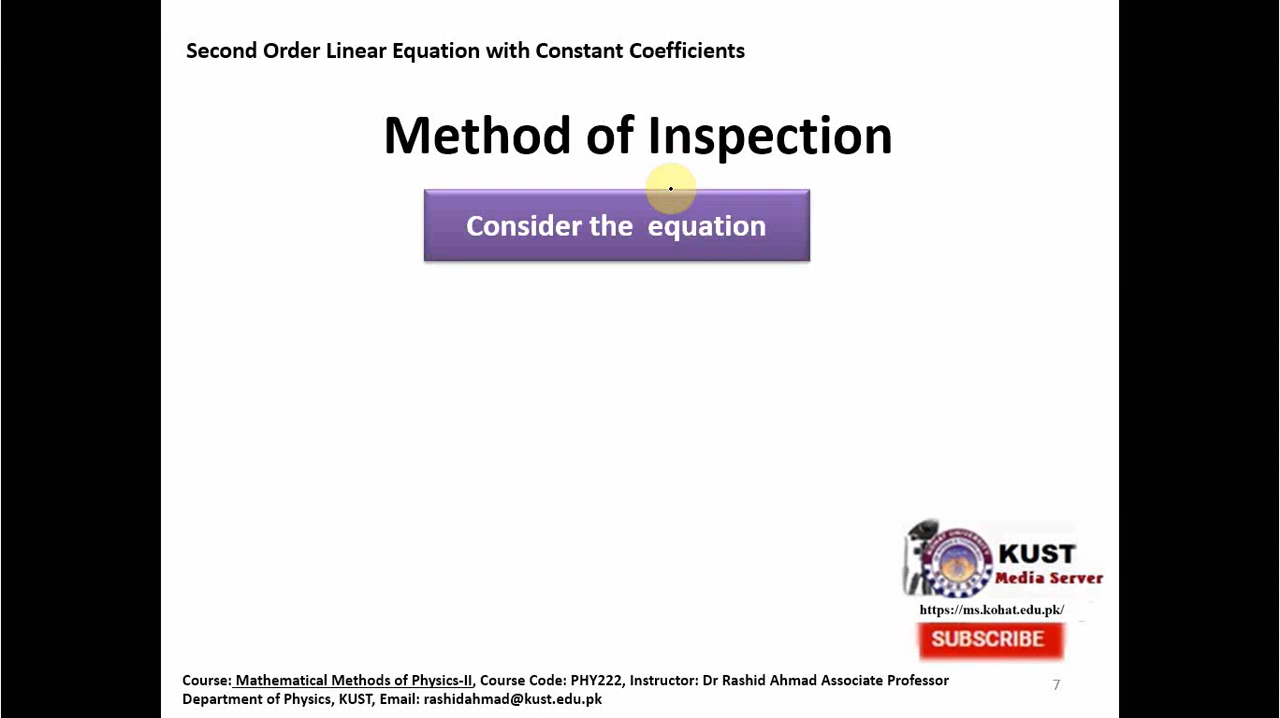 Second Order Linear Equation with Constant Coefficients
Method of Inspection
Consider the equation
KUST
Media Server
https://ms.kohat.edu.pk/
SUBSCRIBE
Course: Mathematical Methods of Physics-II, Course Code: PHY222, Instructor: Dr Rashid Ahmad Associate Professor
Department of Physics, KUST, Email: rashidahmad@kust.edu.pk
7